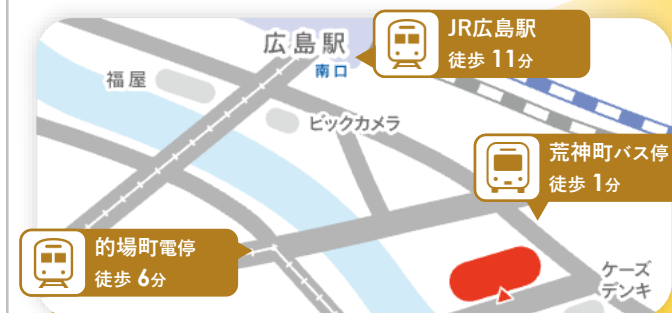 JR広島駅
徒歩 11分
広島駅
南口
福屋
ビックカメラ
荒神町バス停
徒歩 1分
的場町電停
徒歩 6分
ケーズ
デンキ